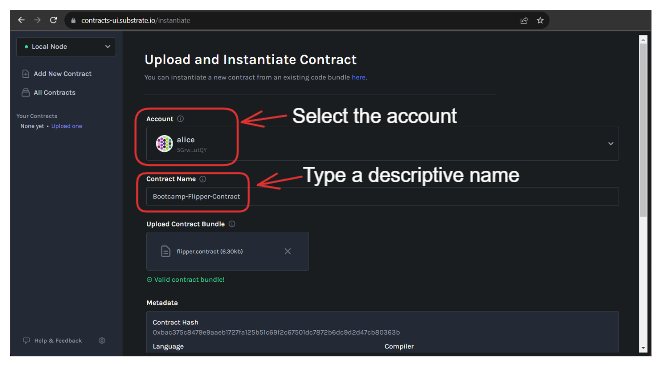 contracts-ui.substrate.io/instantiate
Local Node
Add New Contract
All Contracts
Your Contracts
None yet • Upload one
Help & Feedback
Upload and Instantiate Contract
You can instantiate a new contract from an existing code bundle here.
Account
Select the account
alice
5Grw...utQY
Contract Name
Type a descriptive name
Bootcamp-Flipper-Contract
Upload Contract Bundle
flipper.contract (6.30kb)
Valid contract bundle!
Metadata
Contract Hash
Language Compiler